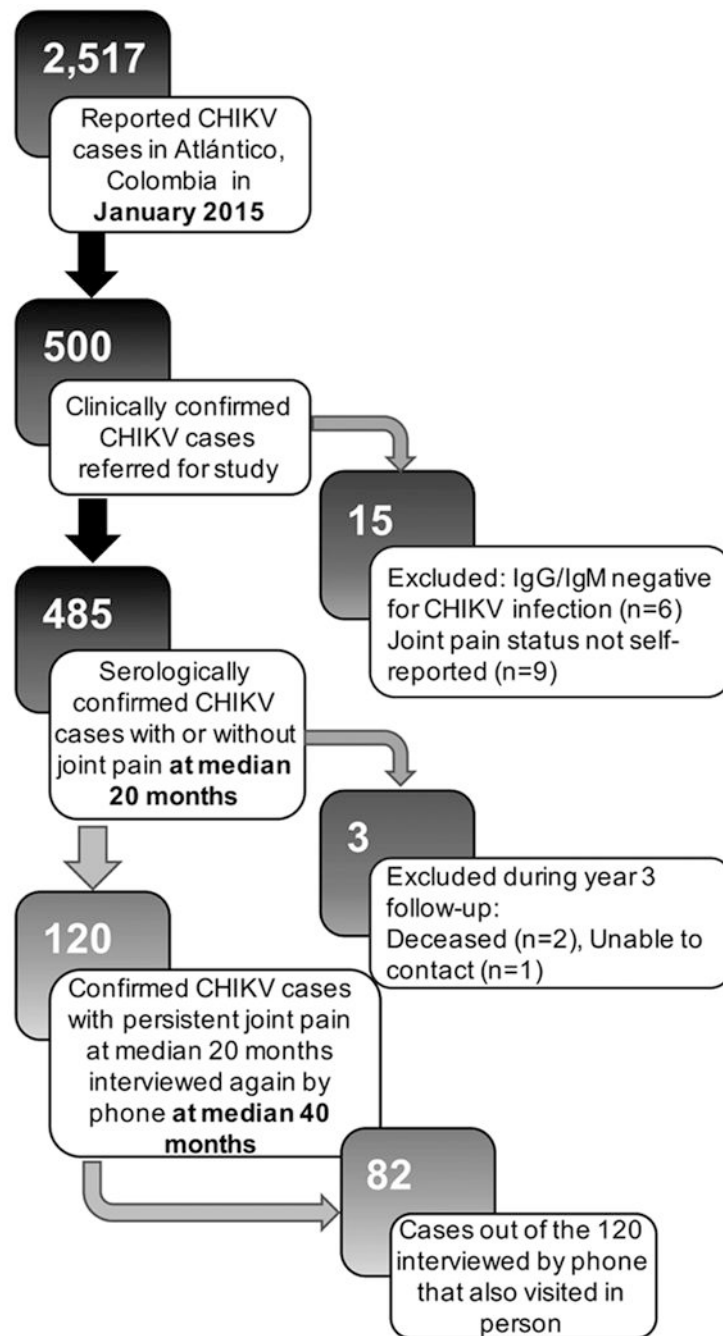 2,517
Reported CHIKV
cases in Atlántico,
Colombia in
January 2015
500
Clinically confirmed
CHIKV cases
referred for study
15
Excluded: IgG/IgM negative
for CHIKV infection (n=6)
Joint pain status not self-
reported (n=9)
485
Serologically
confirmed CHIKV
cases with or without
joint pain at median
20 months
3
Excluded during year 3
follow-up:
Deceased (n=2), Unable to
contact (n=1)
120
Confirmed CHIKV cases
with persistent joint pain
at median 20 months
interviewed again by
phone at median 40
months
82
Cases out of the 120
interviewed by phone
that also visited in
person